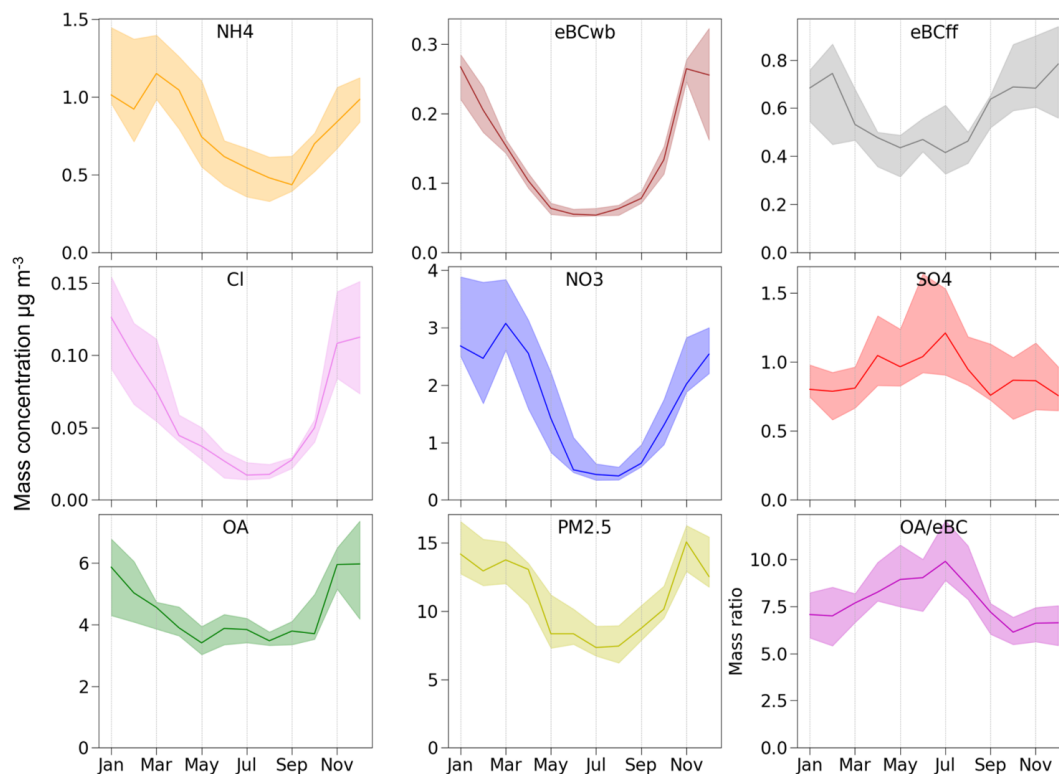 NH4
1.5
1.0
0.5
0.0
eBCwb
0.3
0.2
0.1
0.0
eBCff
0.8
0.6
0.4
0.2
0.0
Mass concentration µg m⁻³
Cl
0.15
0.10
0.05
0.00
NO3
4
3
2
1
0
SO4
1.5
1.0
0.5
0.0
OA
6
4
2
0
Jan Mar May Jul Sep Nov
PM2.5
15
10
5
0
Jan Mar May Jul Sep Nov
OA/eBC
Mass ratio
10.0
7.5
5.0
2.5
0.0
Jan Mar May Jul Sep Nov